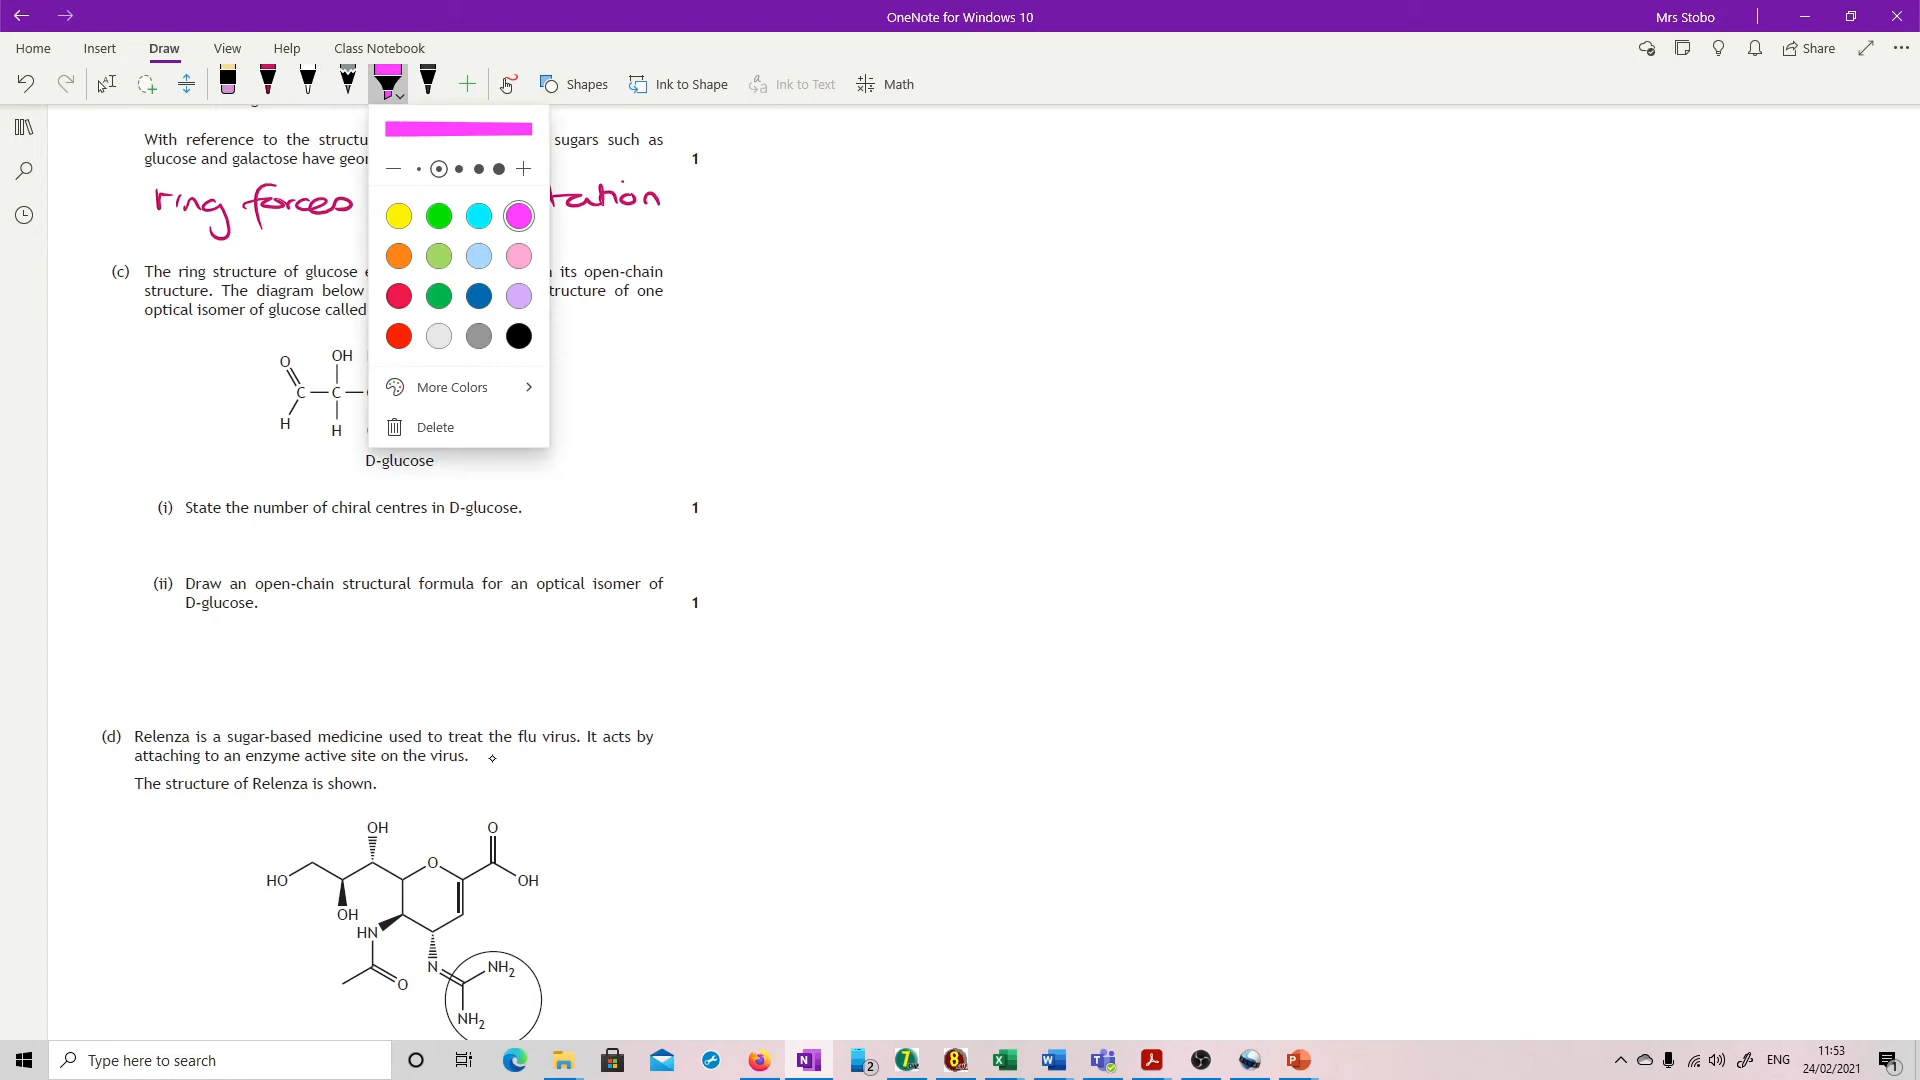 OneNote for Windows 10
Mrs Stobo
Home Insert Draw View Help Class Notebook
Share
Shapes Ink to Shape Ink to Text Math
With reference to the structu sugars such as
glucose and galactose have geo 1
ring forces tation
(c) The ring structure of glucose its open-chain
structure. The diagram below tructure of one
optical isomer of glucose called
O OH
C C
H H
D-glucose
More Colors
Delete
(i) State the number of chiral centres in D-glucose. 1
(ii) Draw an open-chain structural formula for an optical isomer of
D-glucose. 1
(d) Relenza is a sugar-based medicine used to treat the flu virus. It acts by
attaching to an enzyme active site on the virus.
The structure of Relenza is shown.
OH O
O
HO OH
OH
HN
N NH2
O
NH2
Type here to search
2
7
8
ENG
11:53
24/02/2021
1